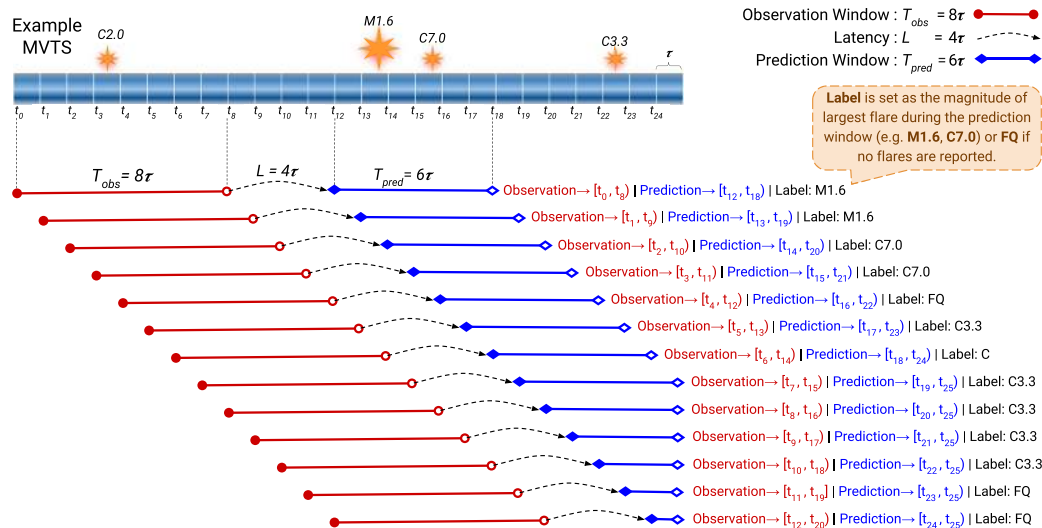 Example
MVTS
C2.0
M1.6
C7.0
C3.3
τ
t0 t1 t2 t3 t4 t5 t6 t7 t8 t9 t10 t11 t12 t13 t14 t15 t16 t17 t18 t19 t20 t21 t22 t23 t24
Observation Window : Tobs = 8τ
Latency : L = 4τ
Prediction Window : Tpred = 6τ
Label is set as the magnitude of
largest flare during the prediction
window (e.g. M1.6, C7.0) or FQ if
no flares are reported.
Tobs = 8τ
L = 4τ
Tpred = 6τ
Observation→ [t0 , t8) | Prediction→ [t12 , t18) | Label: M1.6
Observation→ [t1 , t9) | Prediction→ [t13 , t19) | Label: M1.6
Observation→ [t2 , t10) | Prediction→ [t14 , t20) | Label: C7.0
Observation→ [t3 , t11) | Prediction→ [t15 , t21) | Label: C7.0
Observation→ [t4 , t12) | Prediction→ [t16 , t22) | Label: FQ
Observation→ [t5 , t13) | Prediction→ [t17 , t23) | Label: C3.3
Observation→ [t6 , t14) | Prediction→ [t18 , t24) | Label: C
Observation→ [t7 , t15) | Prediction→ [t19 , t25) | Label: C3.3
Observation→ [t8 , t16) | Prediction→ [t20 , t25) | Label: C3.3
Observation→ [t9 , t17) | Prediction→ [t21 , t25) | Label: C3.3
Observation→ [t10 , t18) | Prediction→ [t22 , t25) | Label: C3.3
Observation→ [t11 , t19] | Prediction→ [t23 , t25) | Label: FQ
Observation→ [t12 , t20) | Prediction→ [t24 , t25) | Label: FQ